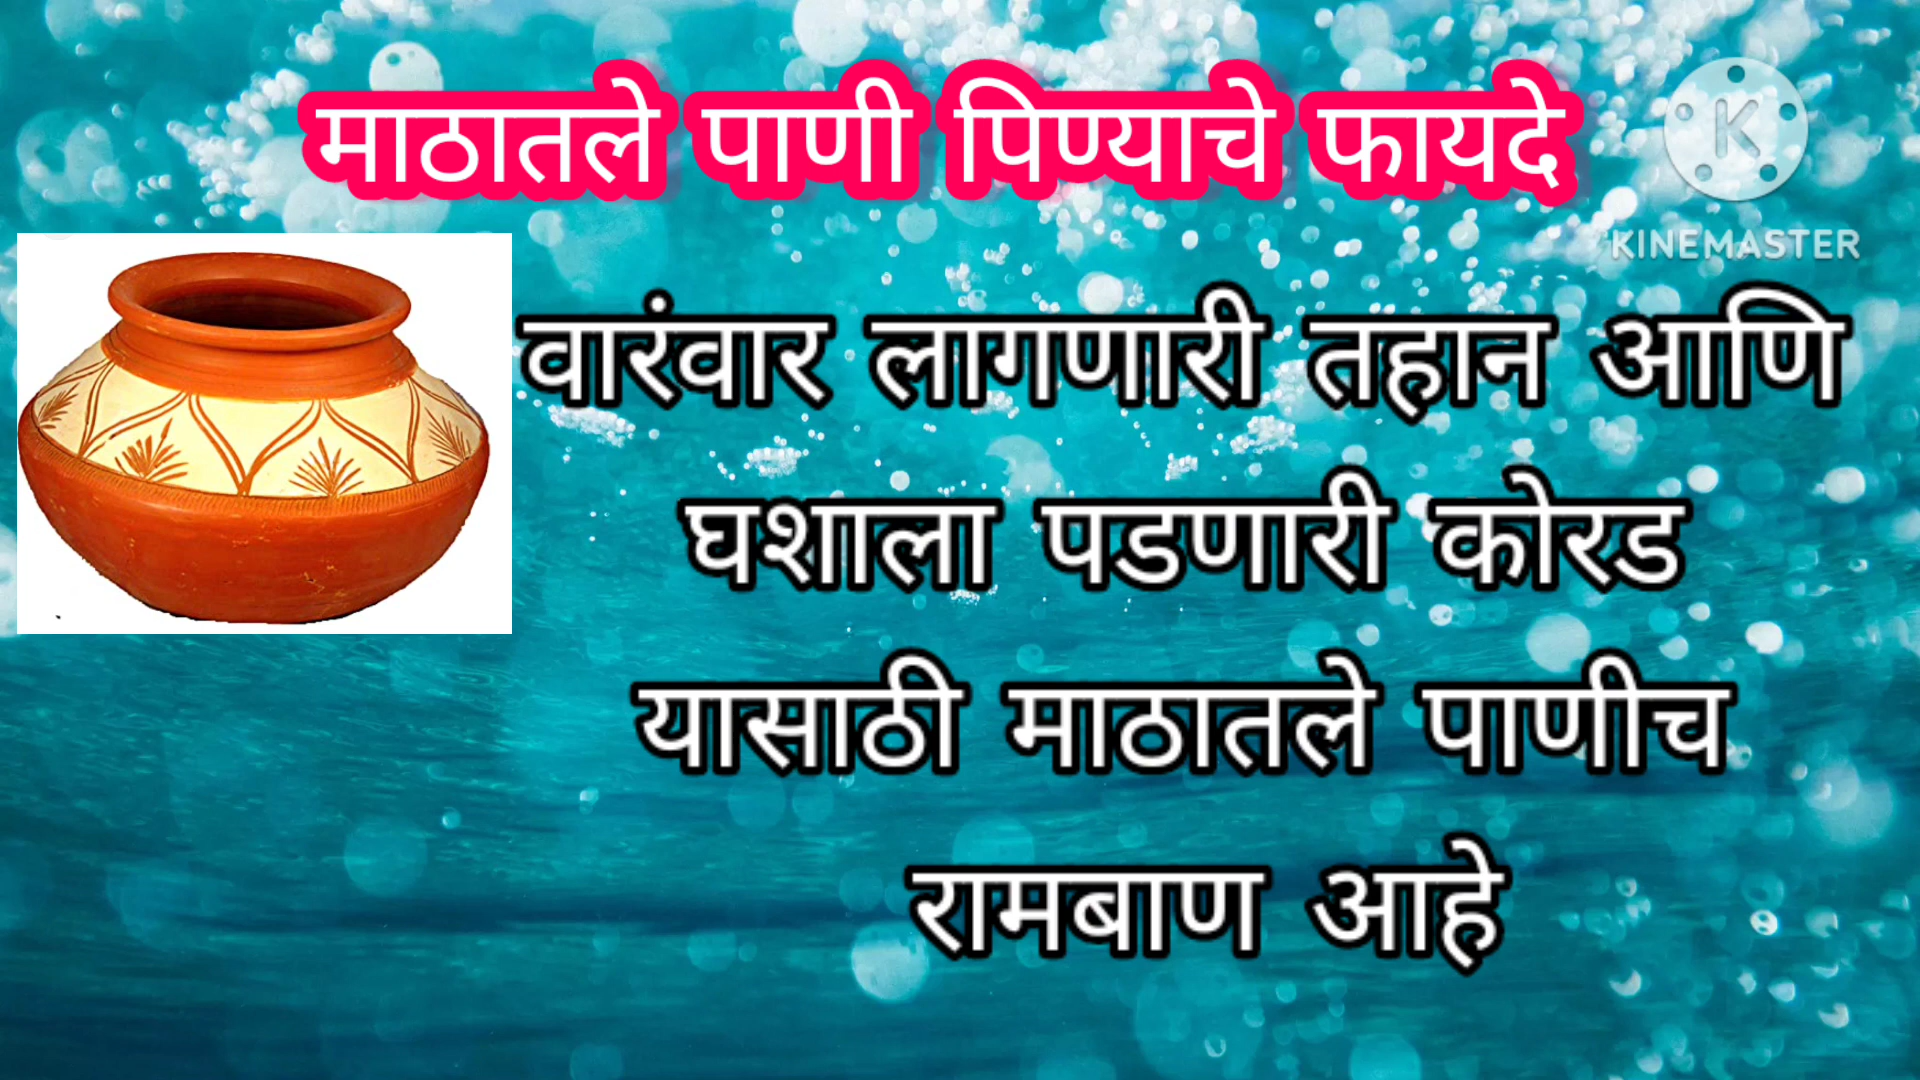 माठातले पाणी पिण्याचे फायदे
K
KINEMASTER
वारंवार लागणारी तहान आणि
घशाला पडणारी कोरड
यासाठी माठातले पाणीच
रामबाण आहे